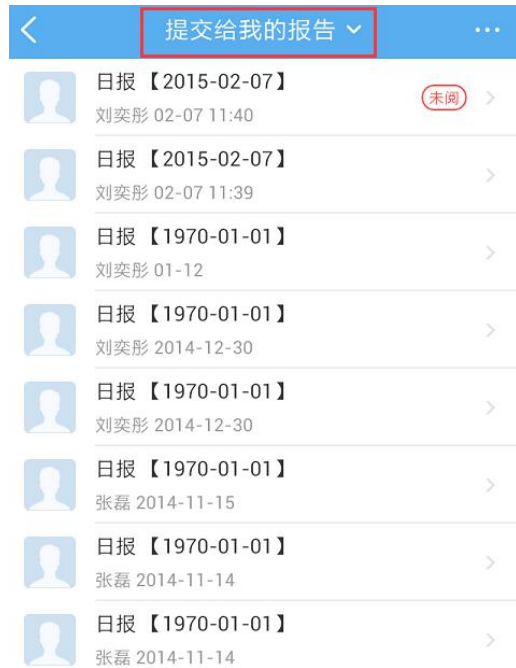 提交给我的报告
日报【2015-02-07】
未阅
刘奕彤 02-07 11:40
日报【2015-02-07】
刘奕彤 02-07 11:39
日报【1970-01-01】
刘奕彤 01-12
日报【1970-01-01】
刘奕彤 2014-12-30
日报【1970-01-01】
刘奕彤 2014-12-30
日报【1970-01-01】
张磊 2014-11-15
日报【1970-01-01】
张磊 2014-11-14
日报【1970-01-01】
张磊 2014-11-14